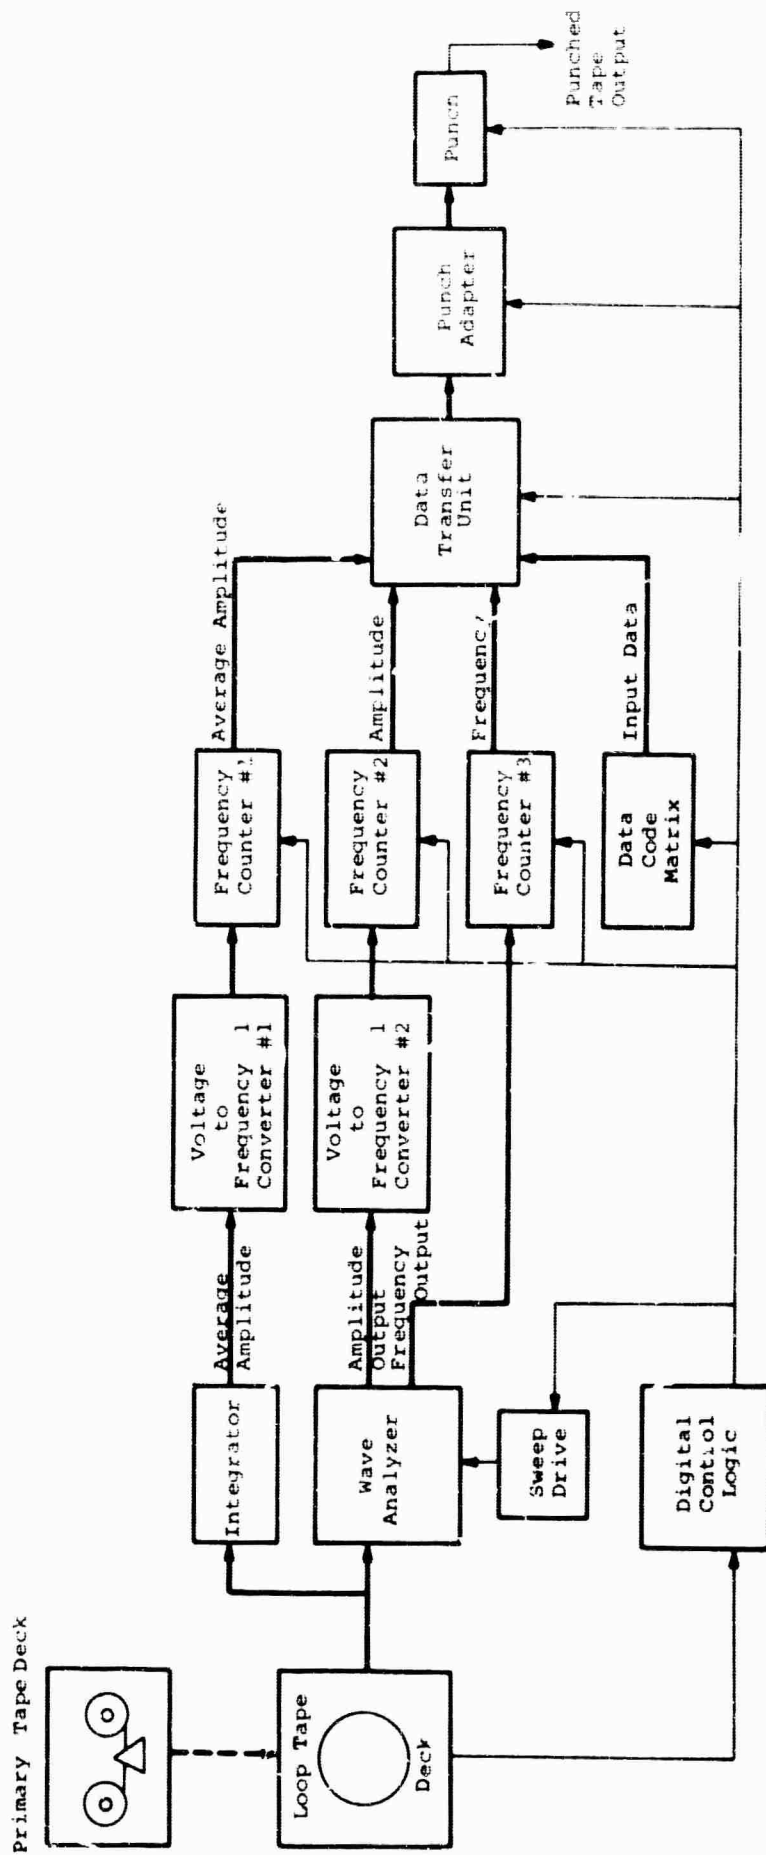 Primary Tape Deck
Loop Tape
Deck
Integrator
Wave
Analyzer
Sweep
Drive
Digital
Control
Logic
Average
Amplitude
Amplitude
Output
Frequency
Output
Voltage
to
Frequency 1
Converter #1
Voltage
to
Frequency 1
Converter #2
Frequency
Counter
Frequency
Counter #2
Frequency
Counter #3
Data
Code
Matrix
Average Amplitude
Amplitude
Frequency
Input Data
Data
Transfer
Unit
Punch
Adapter
Punch
Punched
Tape
Output